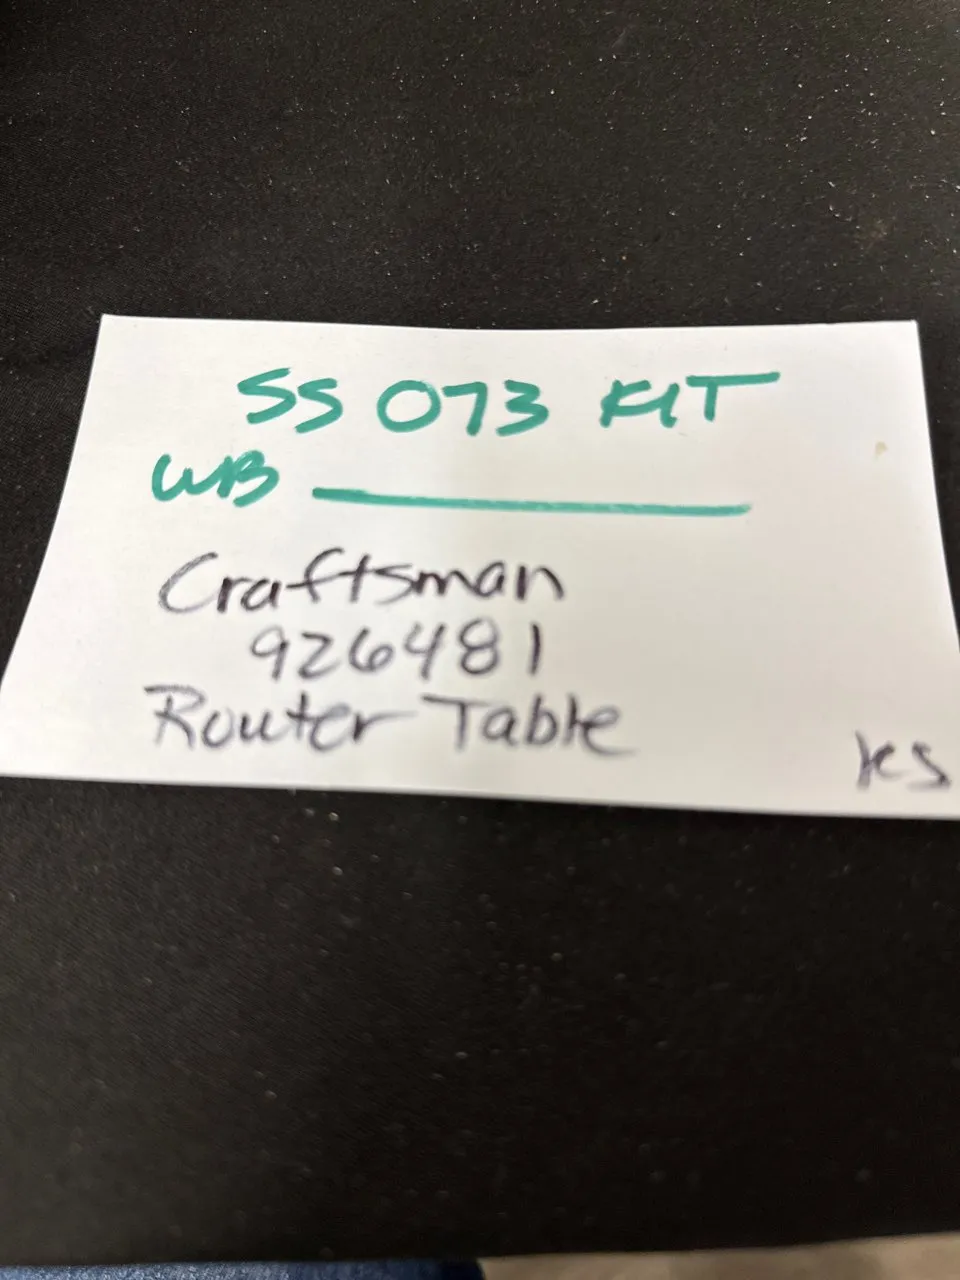 SS 073 KIT
WB
Craftsman
926481
Router Table
KS